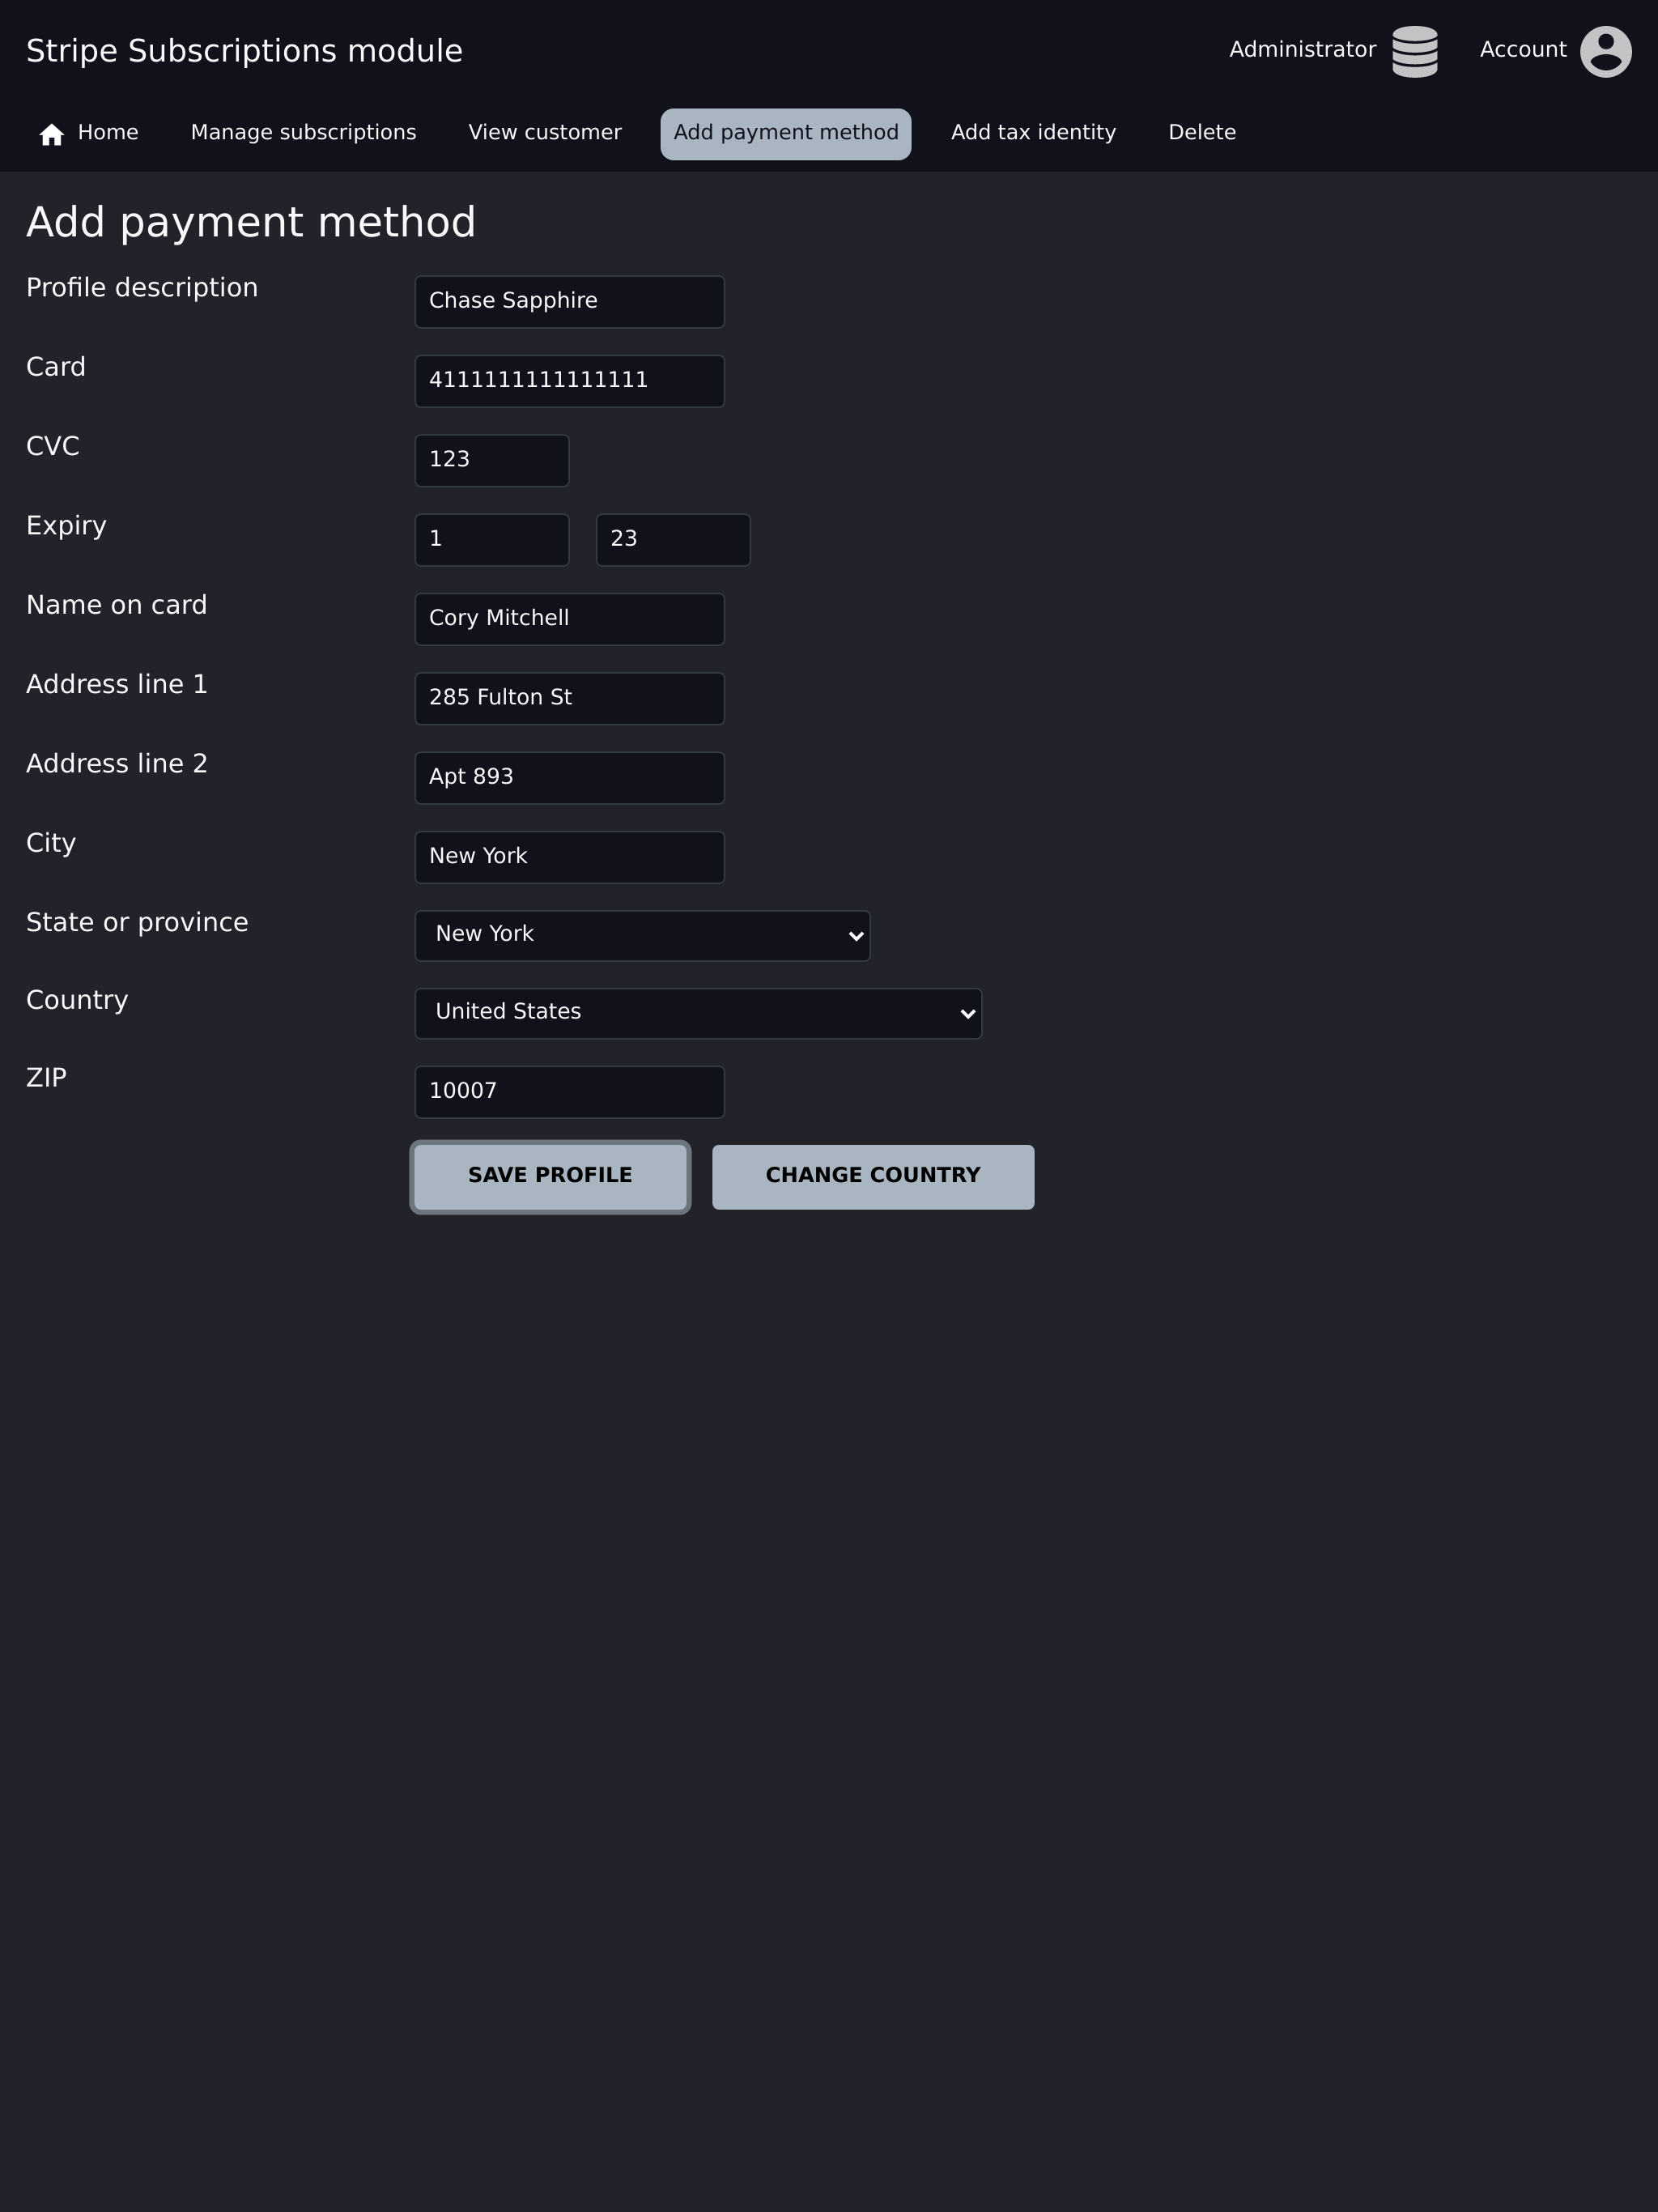 Stripe Subscriptions module
Administrator
Account
Home
Manage subscriptions
View customer
Add payment method
Add tax identity
Delete
Add payment method
Profile description
Chase Sapphire
Card
4111111111111111
CVC
123
Expiry
1
23
Name on card
Cory Mitchell
Address line 1
285 Fulton St
Address line 2
Apt 893
City
New York
State or province
New York
Country
United States
ZIP
10007
SAVE PROFILE
CHANGE COUNTRY